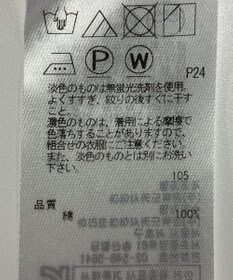 P
W
P24
淡色のものは無蛍光洗剤を使用。
よくすすぎ、絞りの後すぐに干す
こと。
濃色のものは、着用による摩擦で
色落ちすることがありますので、
組合せの衣服にご注意下さい。
また、淡色のものとは別にお洗い
下さい。
105
品質
綿 100%